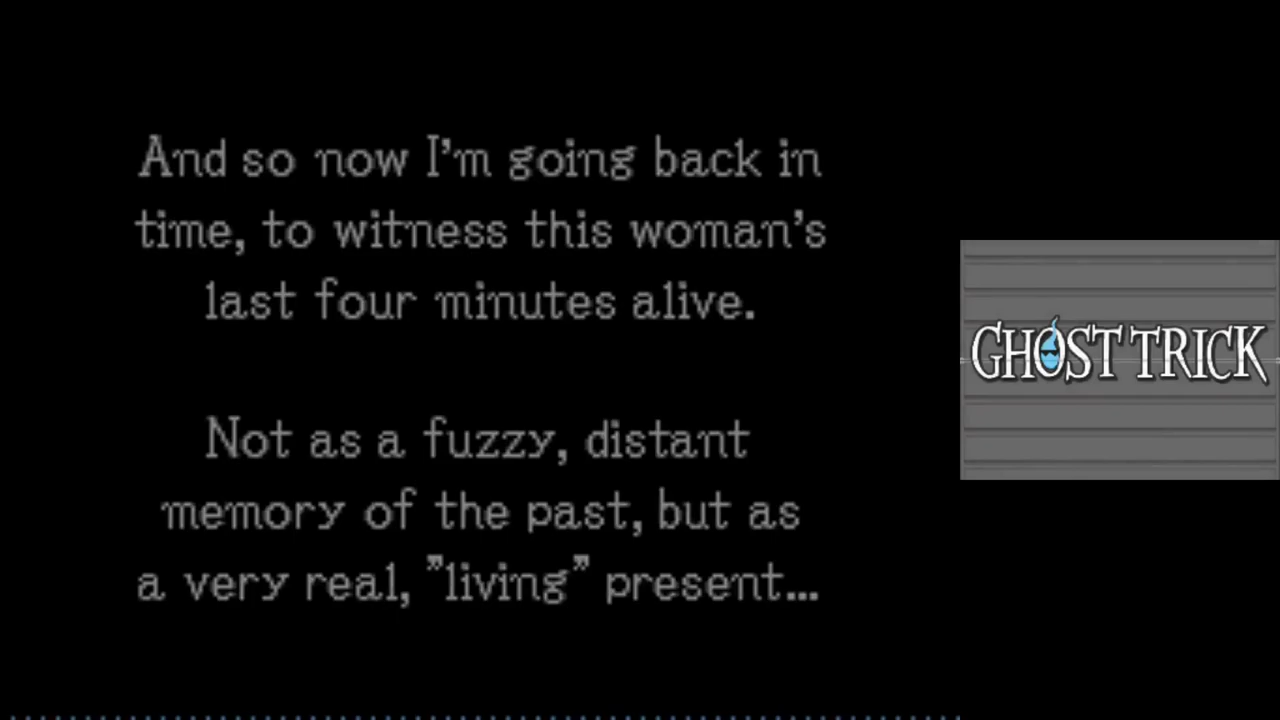 And so now I'm going back in
time, to witness this woman's
last four minutes alive.
Not as a fuzzy, distant
memory of the past, but as
a very real, "living" present...
GHOST TRICK